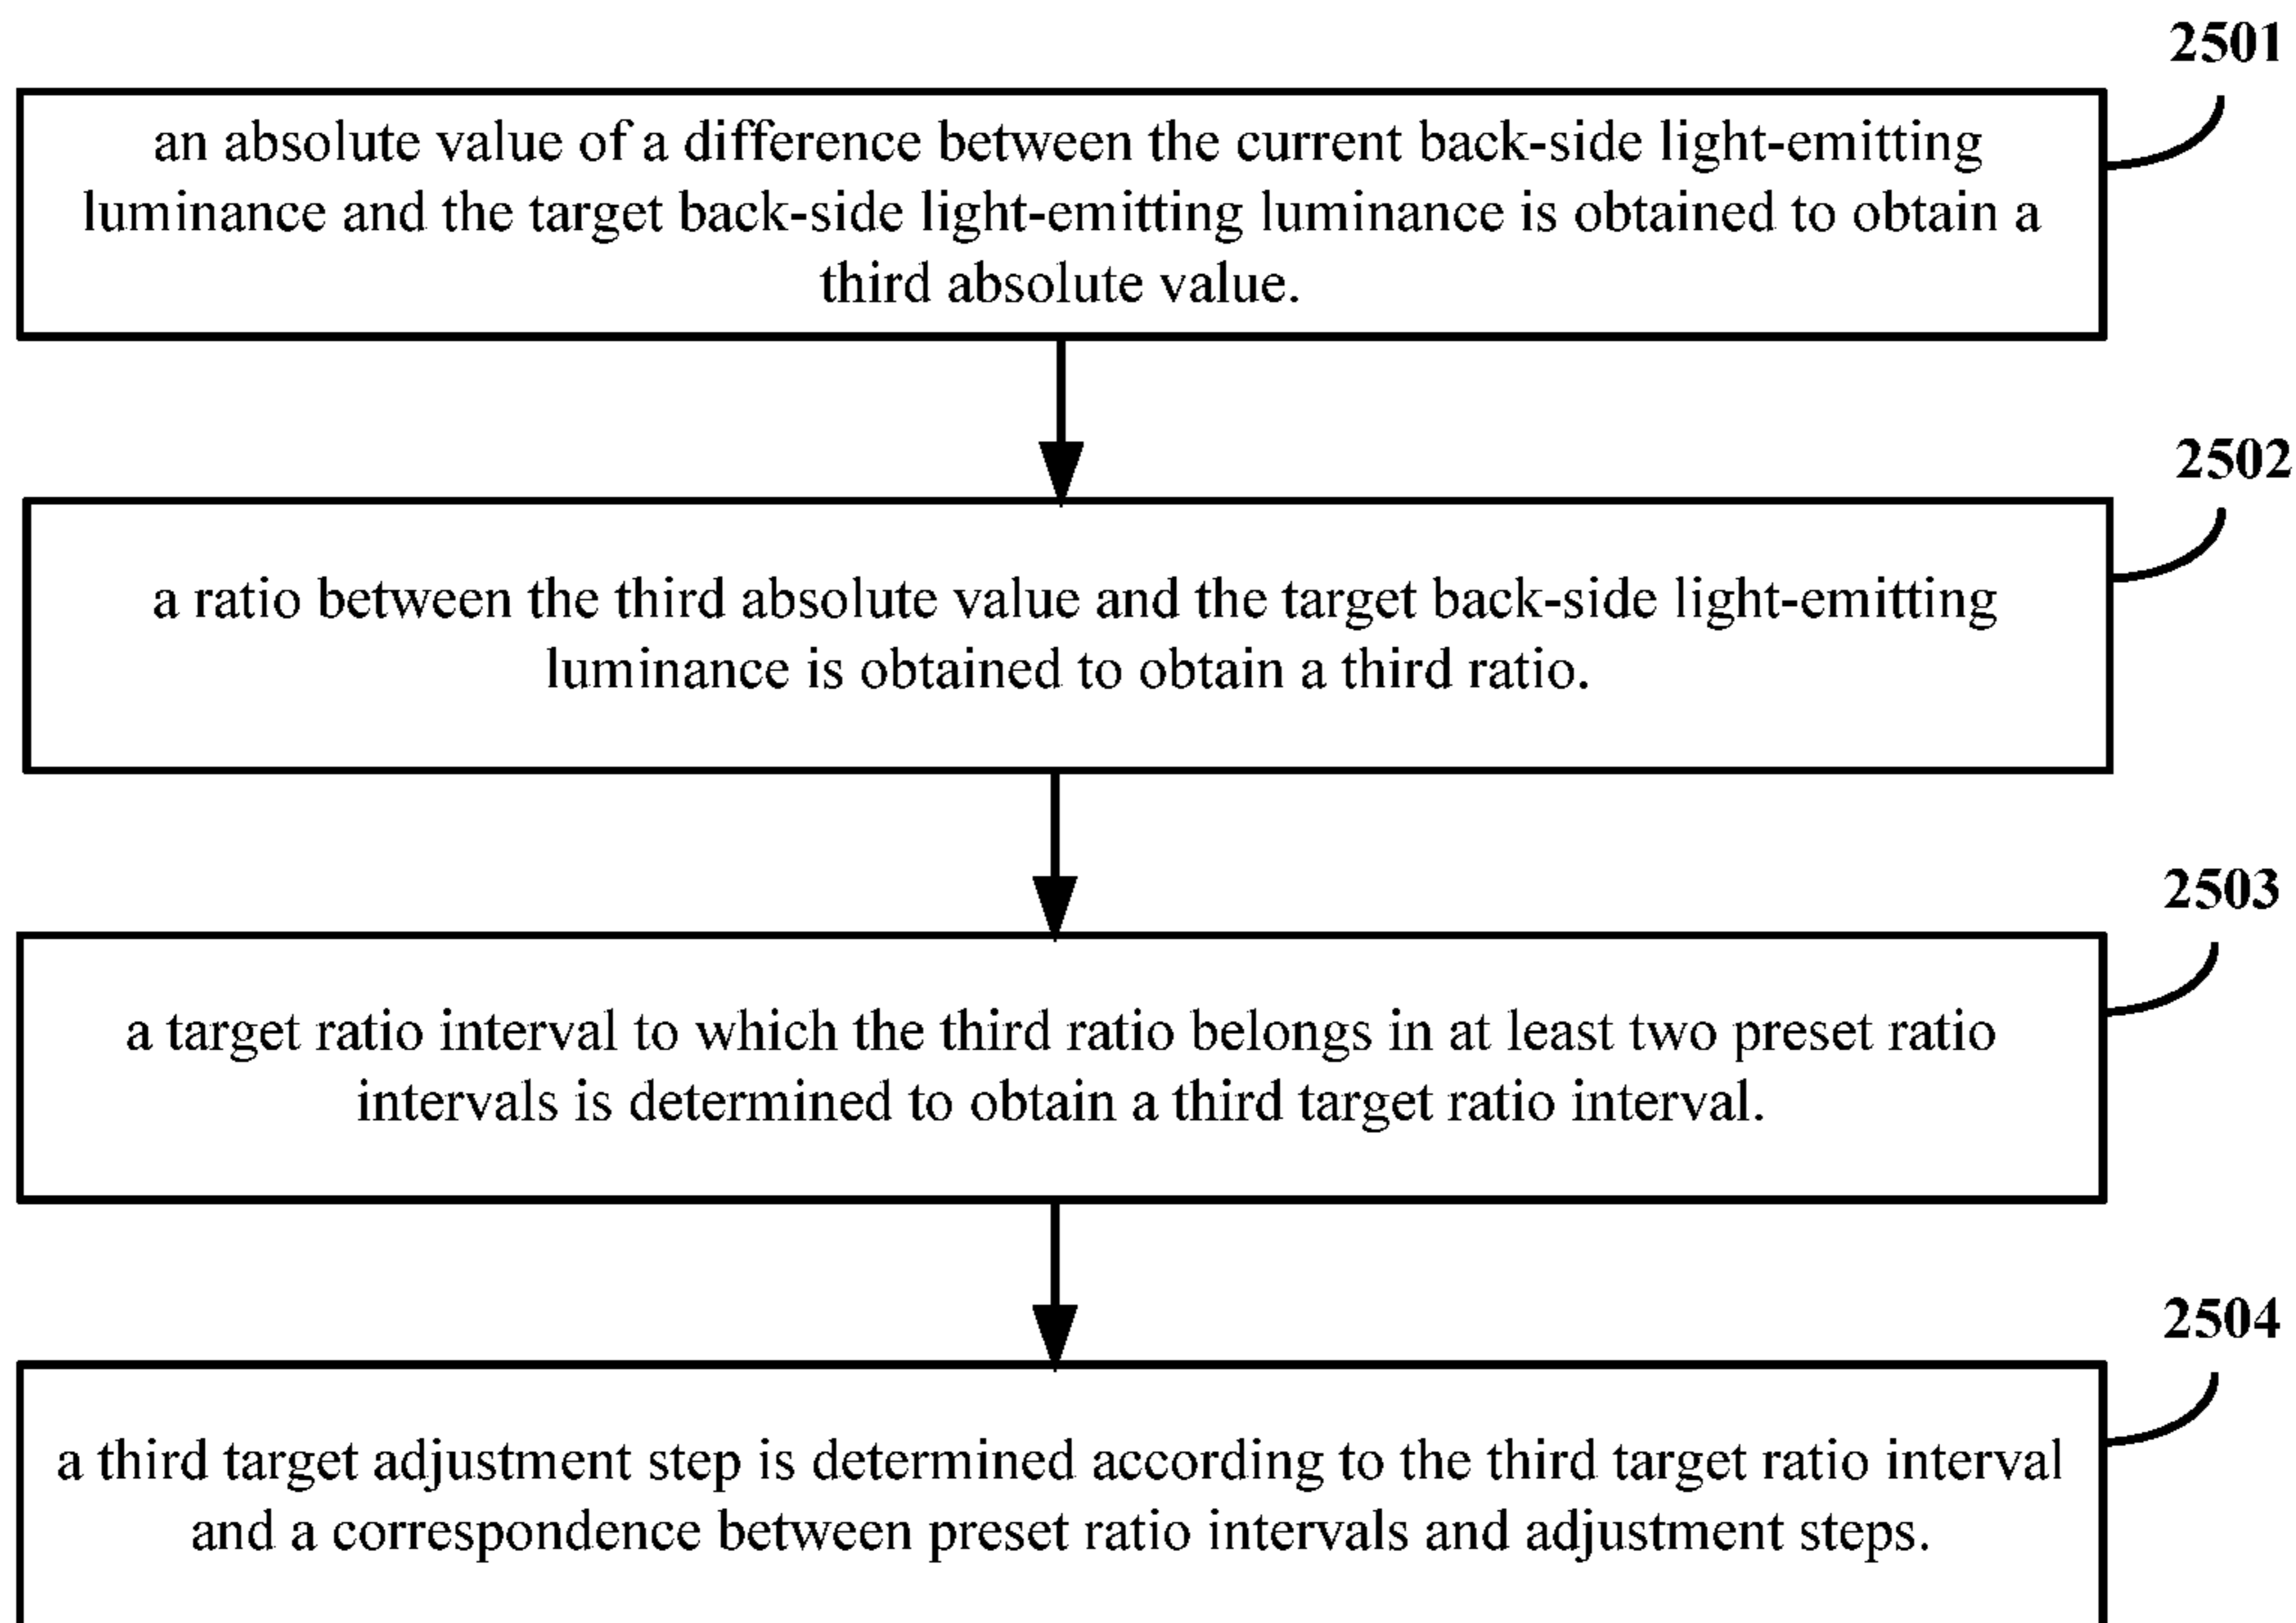 2501
an absolute value of a difference between the current back-side light-emitting
luminance and the target back-side light-emitting luminance is obtained to obtain a
third absolute value.
2502
a ratio between the third absolute value and the target back-side light-emitting
luminance is obtained to obtain a third ratio.
2503
a target ratio interval to which the third ratio belongs in at least two preset ratio
intervals is determined to obtain a third target ratio interval.
2504
a third target adjustment step is determined according to the third target ratio interval
and a correspondence between preset ratio intervals and adjustment steps.